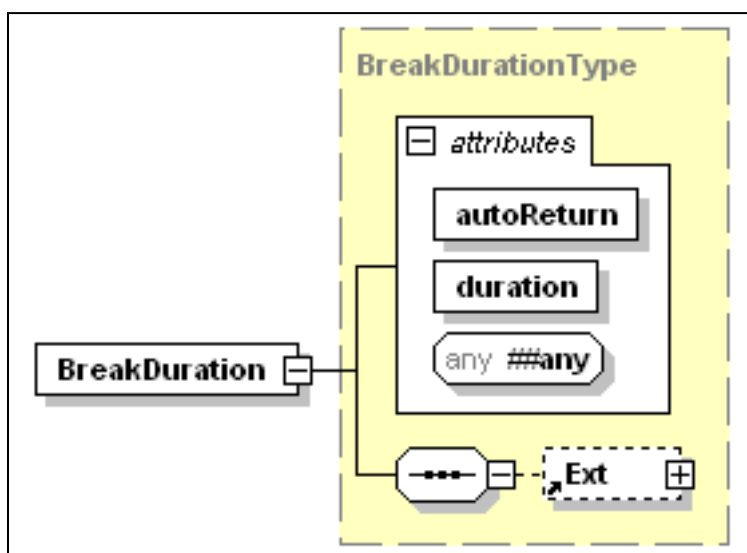 BreakDurationType
attributes
autoReturn
duration
any ##any
BreakDuration
Ext